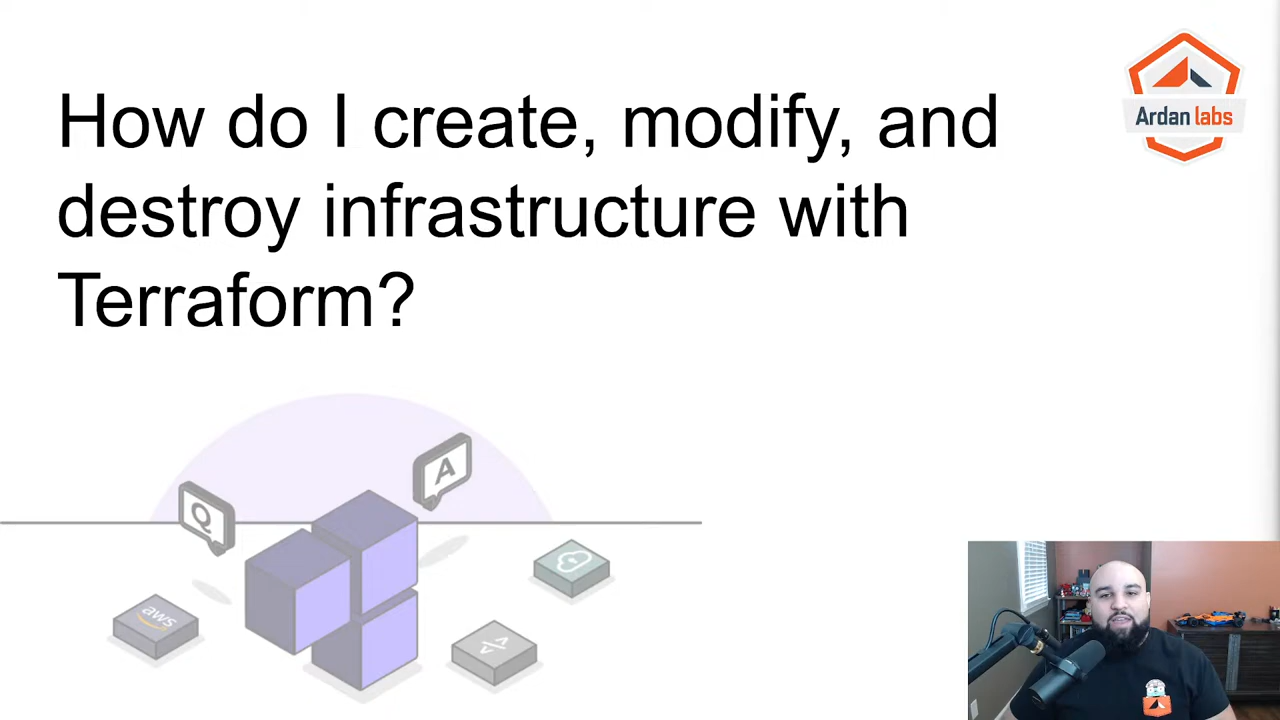 How do I create, modify, and
destroy infrastructure with
Terraform?
Ardan labs
Q
A
aws